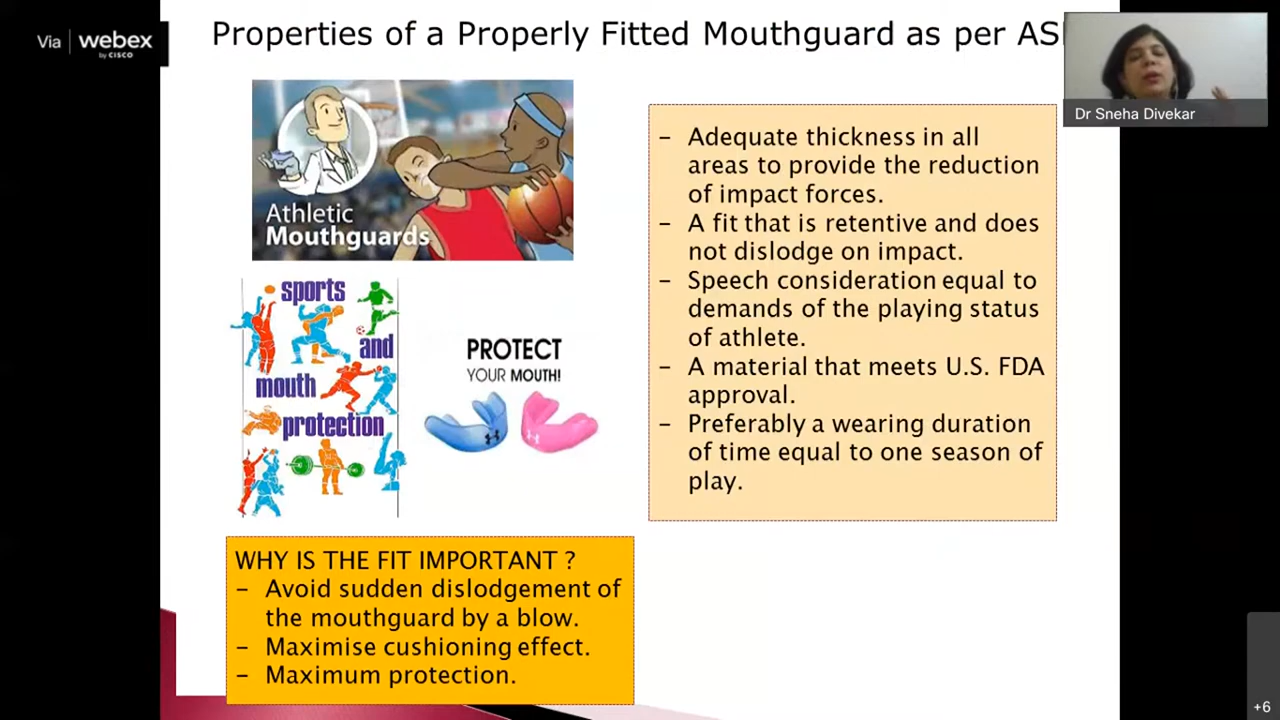 Via webex
by CISCO
Properties of a Properly Fitted Mouthguard as per AS
Dr Sneha Divekar
Athletic
Mouthguards
sports
and
mouth
protection
PROTECT
YOUR MOUTH!
– Adequate thickness in all
areas to provide the reduction
of impact forces.
– A fit that is retentive and does
not dislodge on impact.
– Speech consideration equal to
demands of the playing status
of athlete.
– A material that meets U.S. FDA
approval.
– Preferably a wearing duration
of time equal to one season of
play.
WHY IS THE FIT IMPORTANT ?
– Avoid sudden dislodgement of
the mouthguard by a blow.
– Maximise cushioning effect.
– Maximum protection.
+6